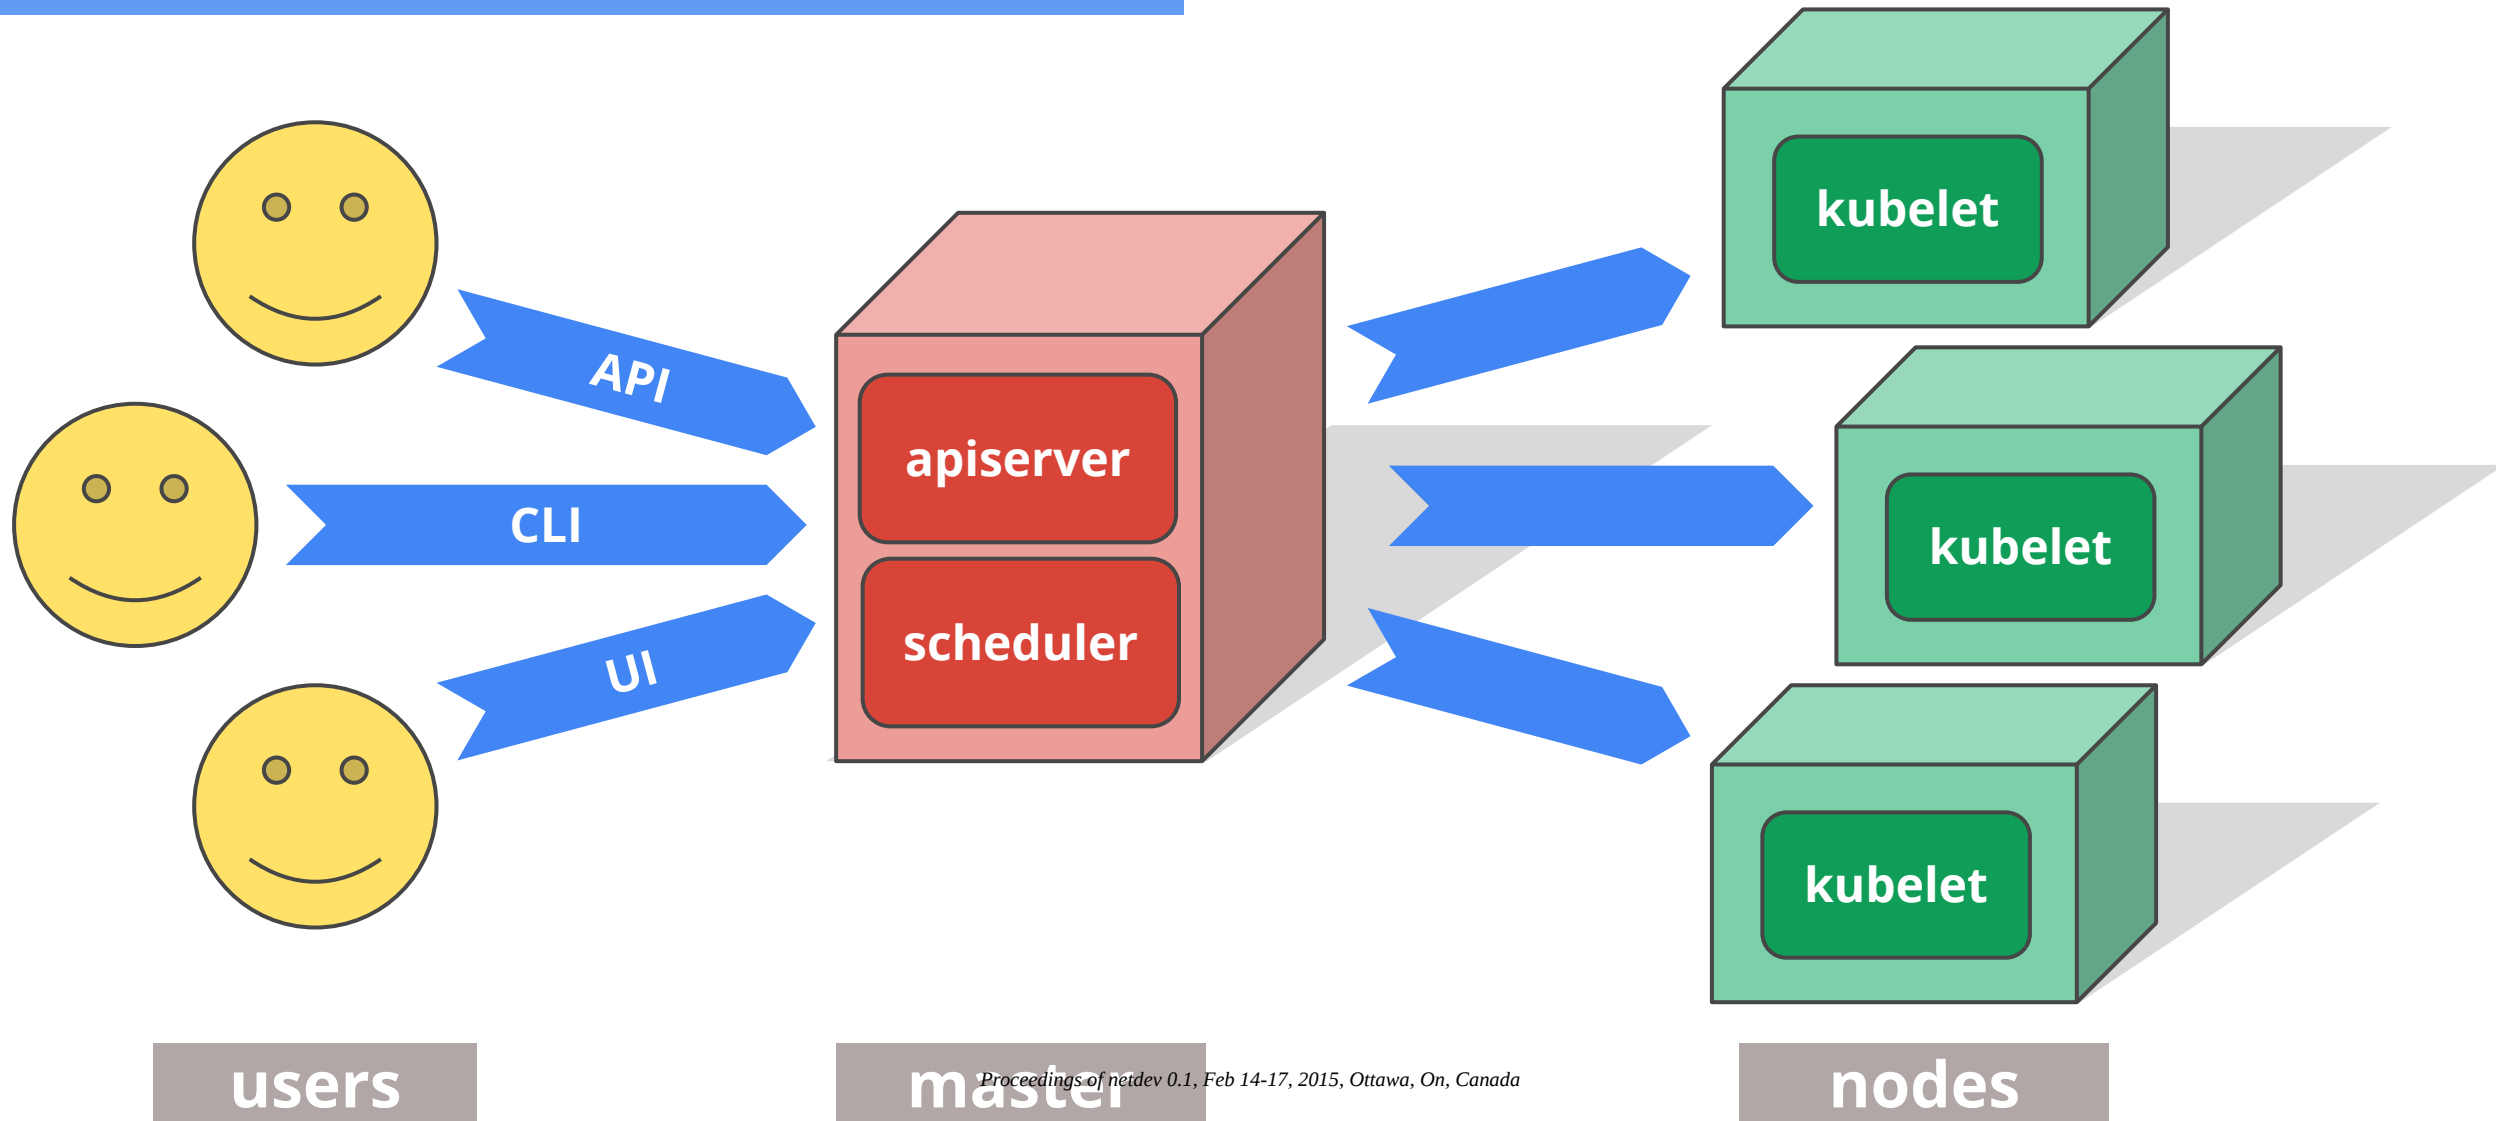 API
CLI
UI
apiserver
scheduler
kubelet
kubelet
kubelet
users
master
nodes
Proceedings of netdev 0.1, Feb 14-17, 2015, Ottawa, On, Canada